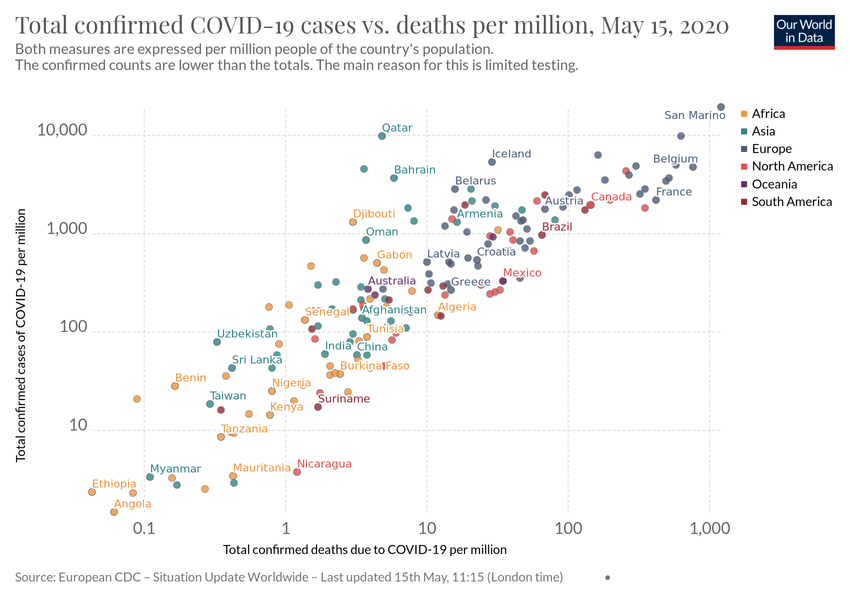 Total confirmed COVID-19 cases vs. deaths per million, May 15, 2020
Our World
in Data
Both measures are expressed per million people of the country's population.
The confirmed counts are lower than the totals. The main reason for this is limited testing.
San Marino
Africa
Qatar
10,000
Asia
Iceland
Europe
Belgium
Bahrain
North America
Belarus
Oceania
France
Austria
Canada
South America
Djibouti
Armenia
1,000
Oman
Brazil
Gabon
Latvia
Croatia
Mexico
Australia
Greece
Senegal
Afghanistan
Algeria
100
Uzbekistan
Tunisia
India
China
Sri Lanka
Burkina Faso
Benin
Nigeria
Taiwan
Suriname
Kenya
10
Tanzania
Myanmar
Mauritania
Nicaragua
Ethiopia
Angola
0.1
1
10
100
1,000
Total confirmed cases of COVID-19 per million
Total confirmed deaths due to COVID-19 per million
Source: European CDC – Situation Update Worldwide – Last updated 15th May, 11:15 (London time)